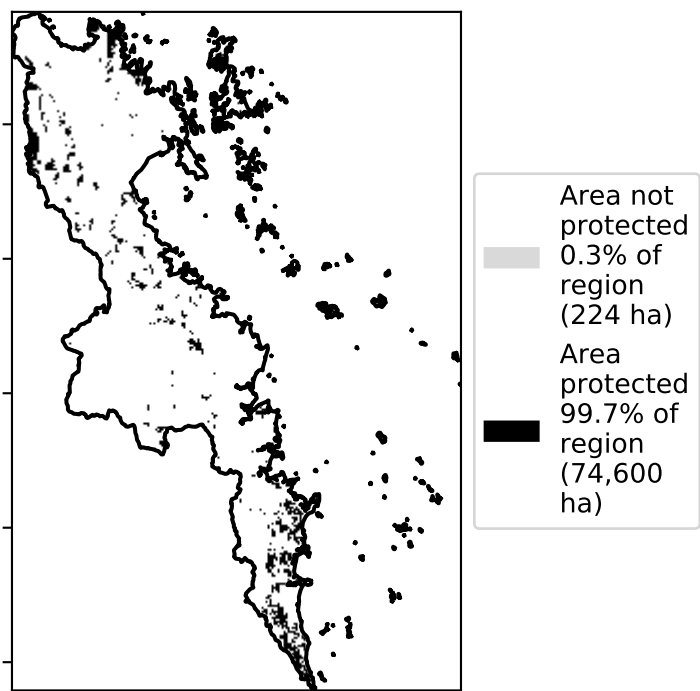 Area not
protected
0.3% of
region
(224 ha)
Area
protected
99.7% of
region
(74,600
ha)